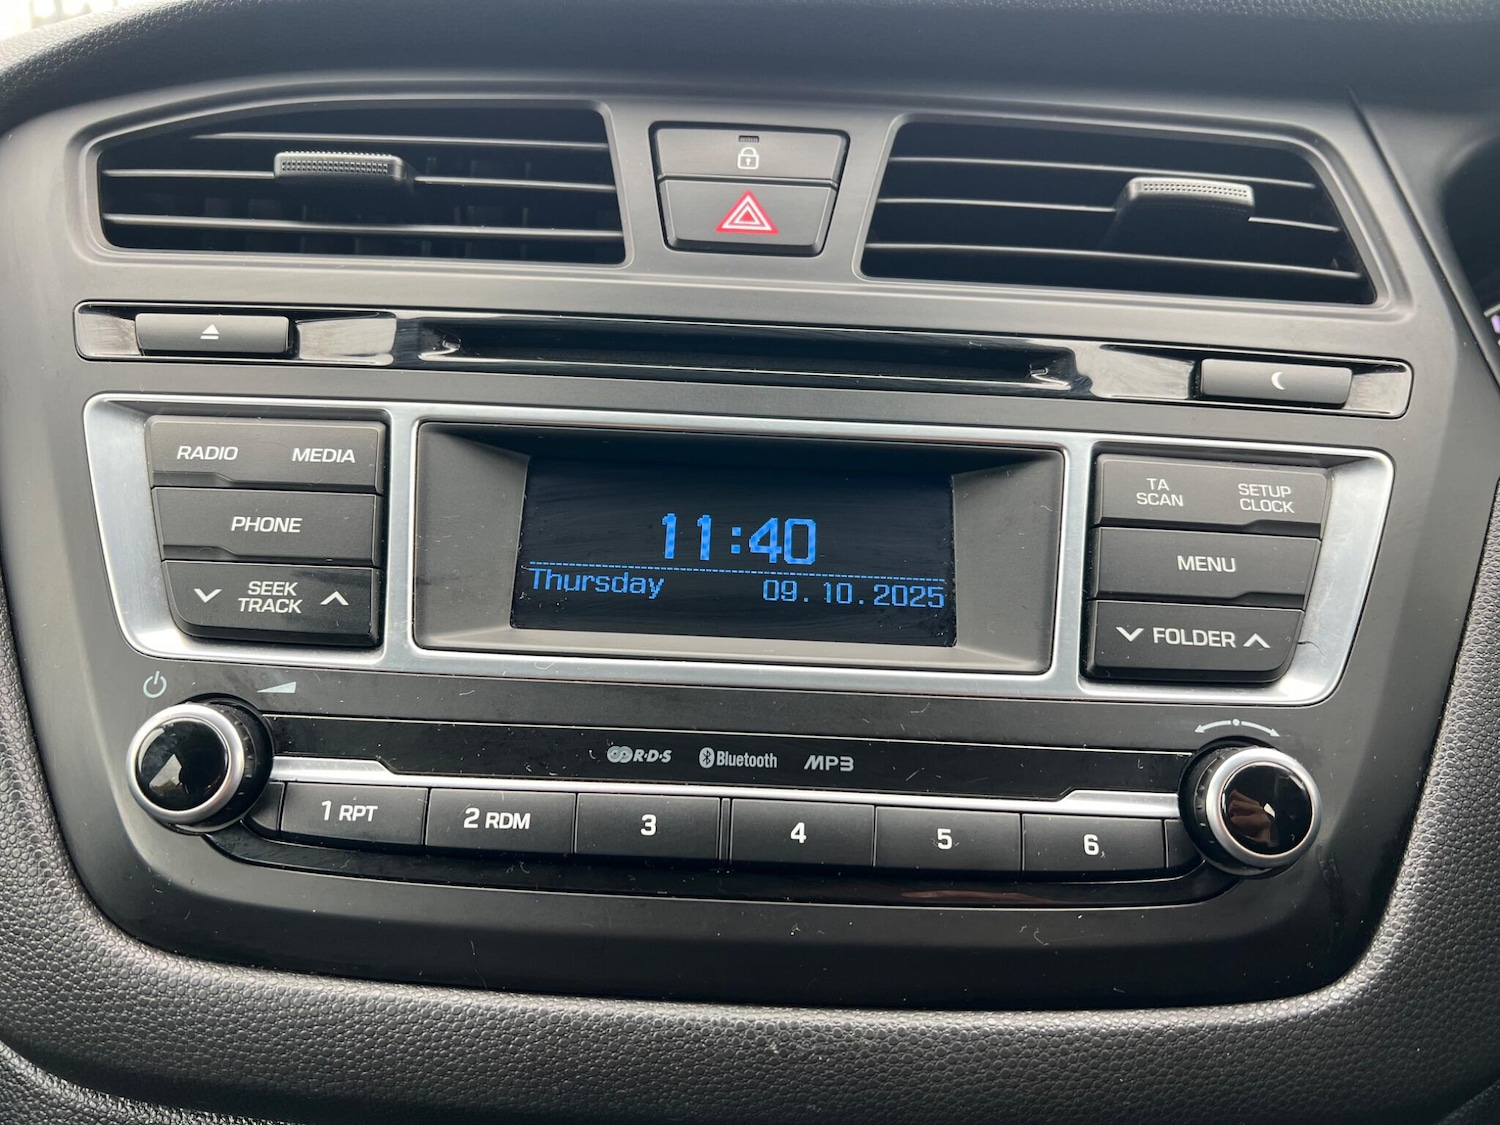 RADIO MEDIA
PHONE
SEEK
TRACK
11:40
Thursday 09.10.2025
TA
SCAN
SETUP
CLOCK
MENU
FOLDER
R·D·S Bluetooth MP3
1 RPT 2 RDM 3 4 5 6